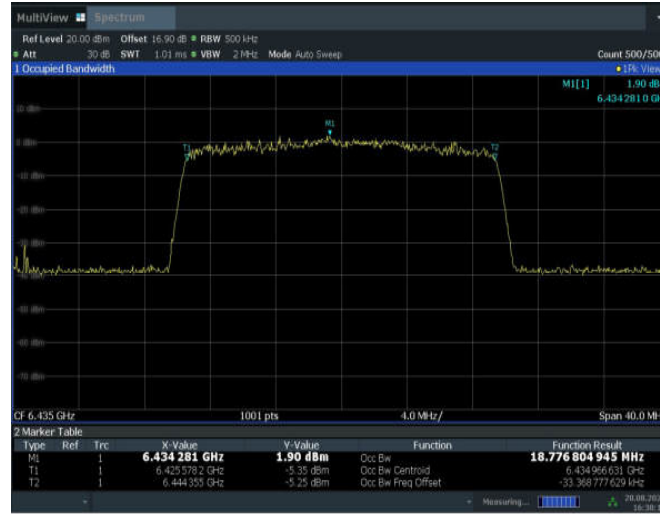 MultiView Spectrum
Ref Level 20.00 dBm Offset 16.90 dB RBW 500 kHz
Att 30 dB SWT 1.01 ms VBW 2 MHz Mode Auto Sweep Count 500/50
1 Occupied Bandwidth 1Pk View
M1[1] 1.90 dB
6.4342810 G
10 dBm
M1
0 dBm
T1 T2
-10 dBm
-20 dBm
-30 dBm
-40 dBm
-50 dBm
-60 dBm
-70 dBm
CF 6.435 GHz 1001 pts 4.0 MHz/ Span 40.0 MH
2 Marker Table
Type Ref Trc X-Value Y-Value Function Function Result
M1 1 6.434 281 GHz 1.90 dBm Occ Bw 18.776 804 945 MHz
T1 1 6.425 578 2 GHz -5.35 dBm Occ Bw Centroid 6.434 966 631 GHz
T2 1 6.444 355 GHz -5.25 dBm Occ Bw Freq Offset -33.368 777 629 kHz
Measuring... 20.08.202
16:38: